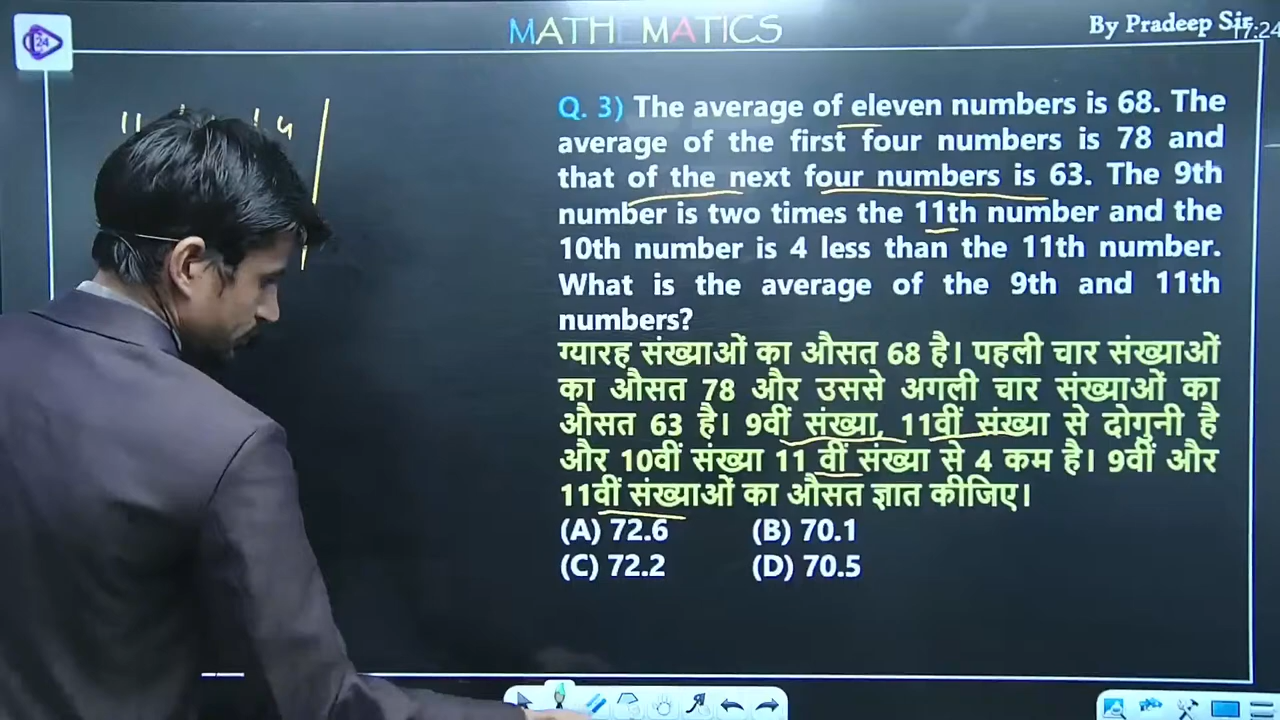 MATHEMATICS
By Pradeep Sir
17:24
24
11
4
Q. 3) The average of eleven numbers is 68. The
average of the first four numbers is 78 and
that of the next four numbers is 63. The 9th
number is two times the 11th number and the
10th number is 4 less than the 11th number.
What is the average of the 9th and 11th
numbers?
ग्यारह संख्याओं का औसत 68 है। पहली चार संख्याओं
का औसत 78 और उससे अगली चार संख्याओं का
औसत 63 है। 9वीं संख्या, 11वीं संख्या से दोगुनी है
और 10वीं संख्या 11 वीं संख्या से 4 कम है। 9वीं और
11वीं संख्याओं का औसत ज्ञात कीजिए।
(A) 72.6 (B) 70.1
(C) 72.2 (D) 70.5